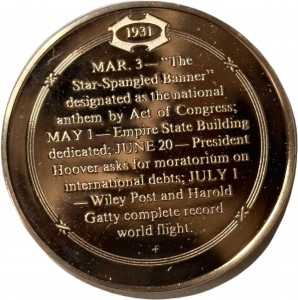 1931
MAR. 3 — "The
Star-Spangled Banner"
designated as the national
anthem by Act of Congress;
MAY 1 — Empire State Building
dedicated; JUNE 20 — President
Hoover asks for moratorium on
international debts; JULY 1
— Wiley Post and Harold
Gatty complete record
world flight.